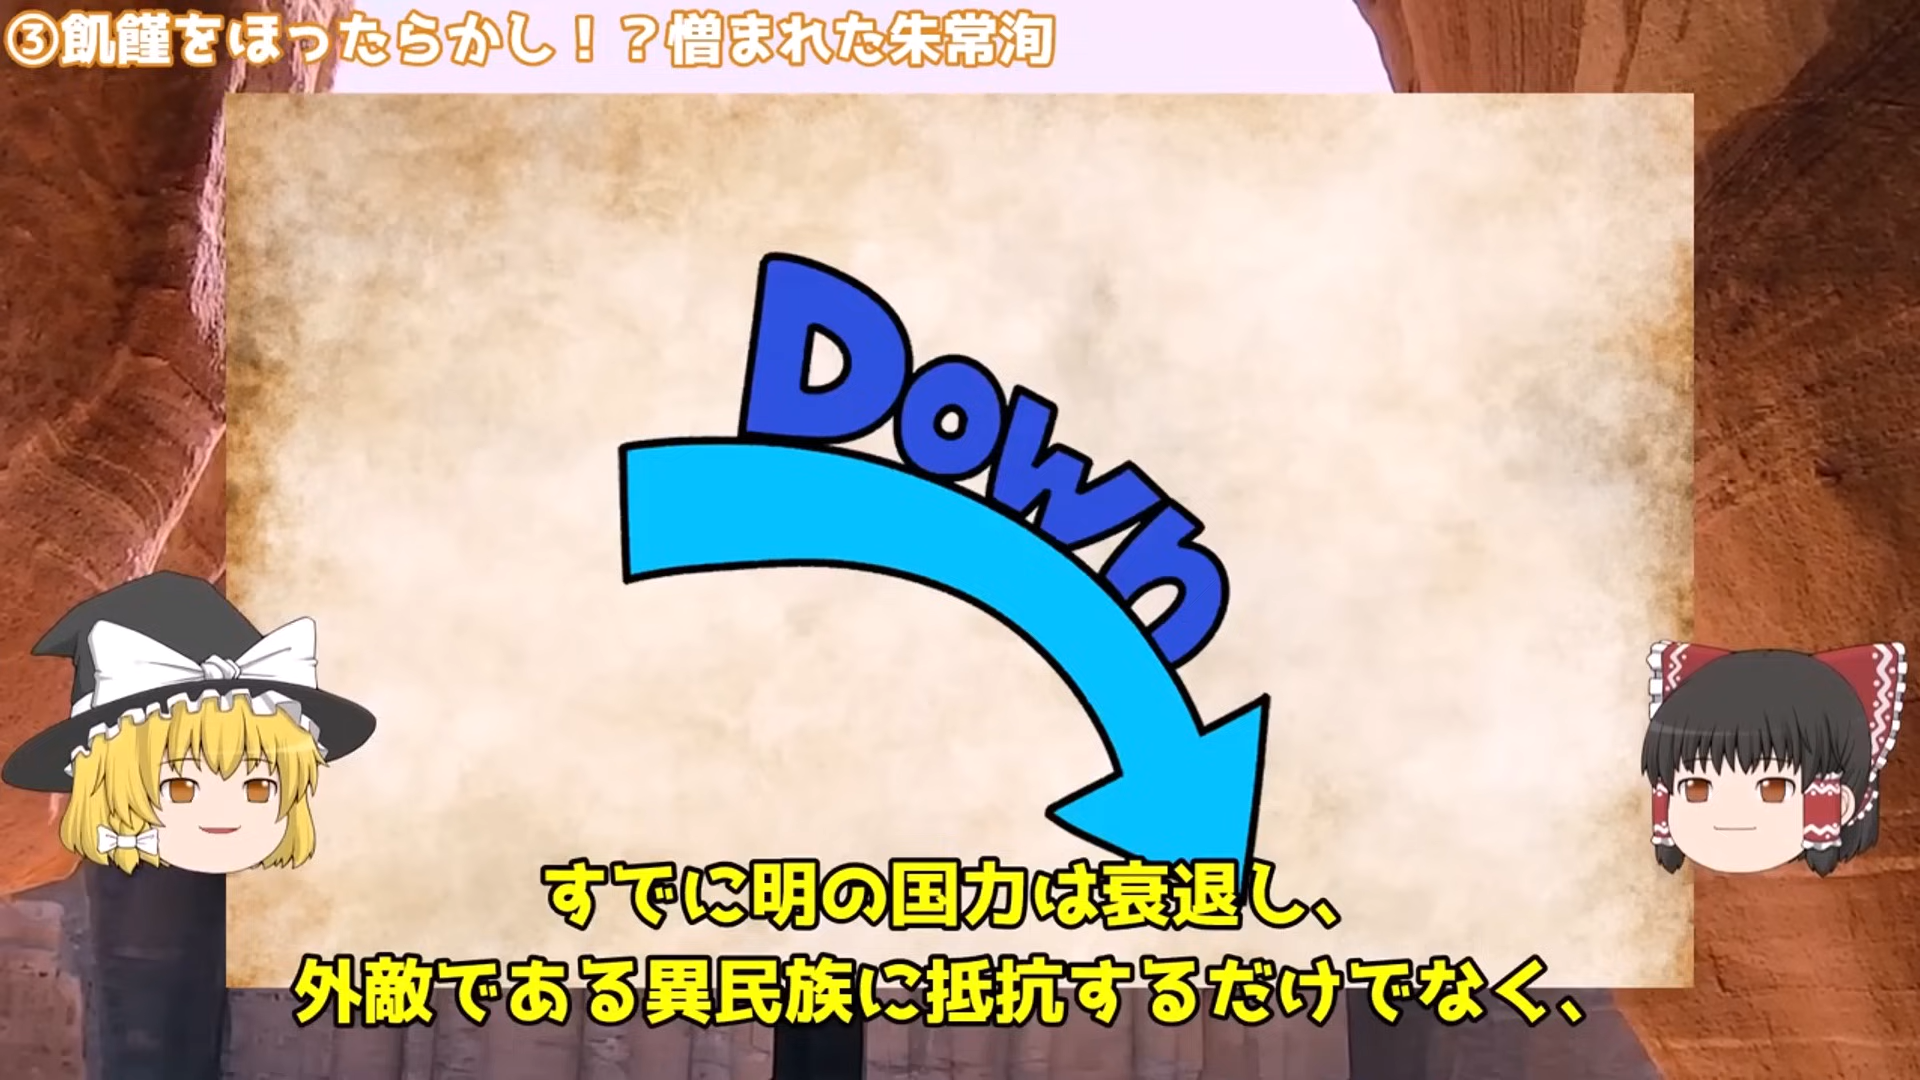 ③飢饉をほったらかし！？憎まれた朱常洵
Down
すでに明の国力は衰退し、
外敵である異民族に抵抗するだけでなく、